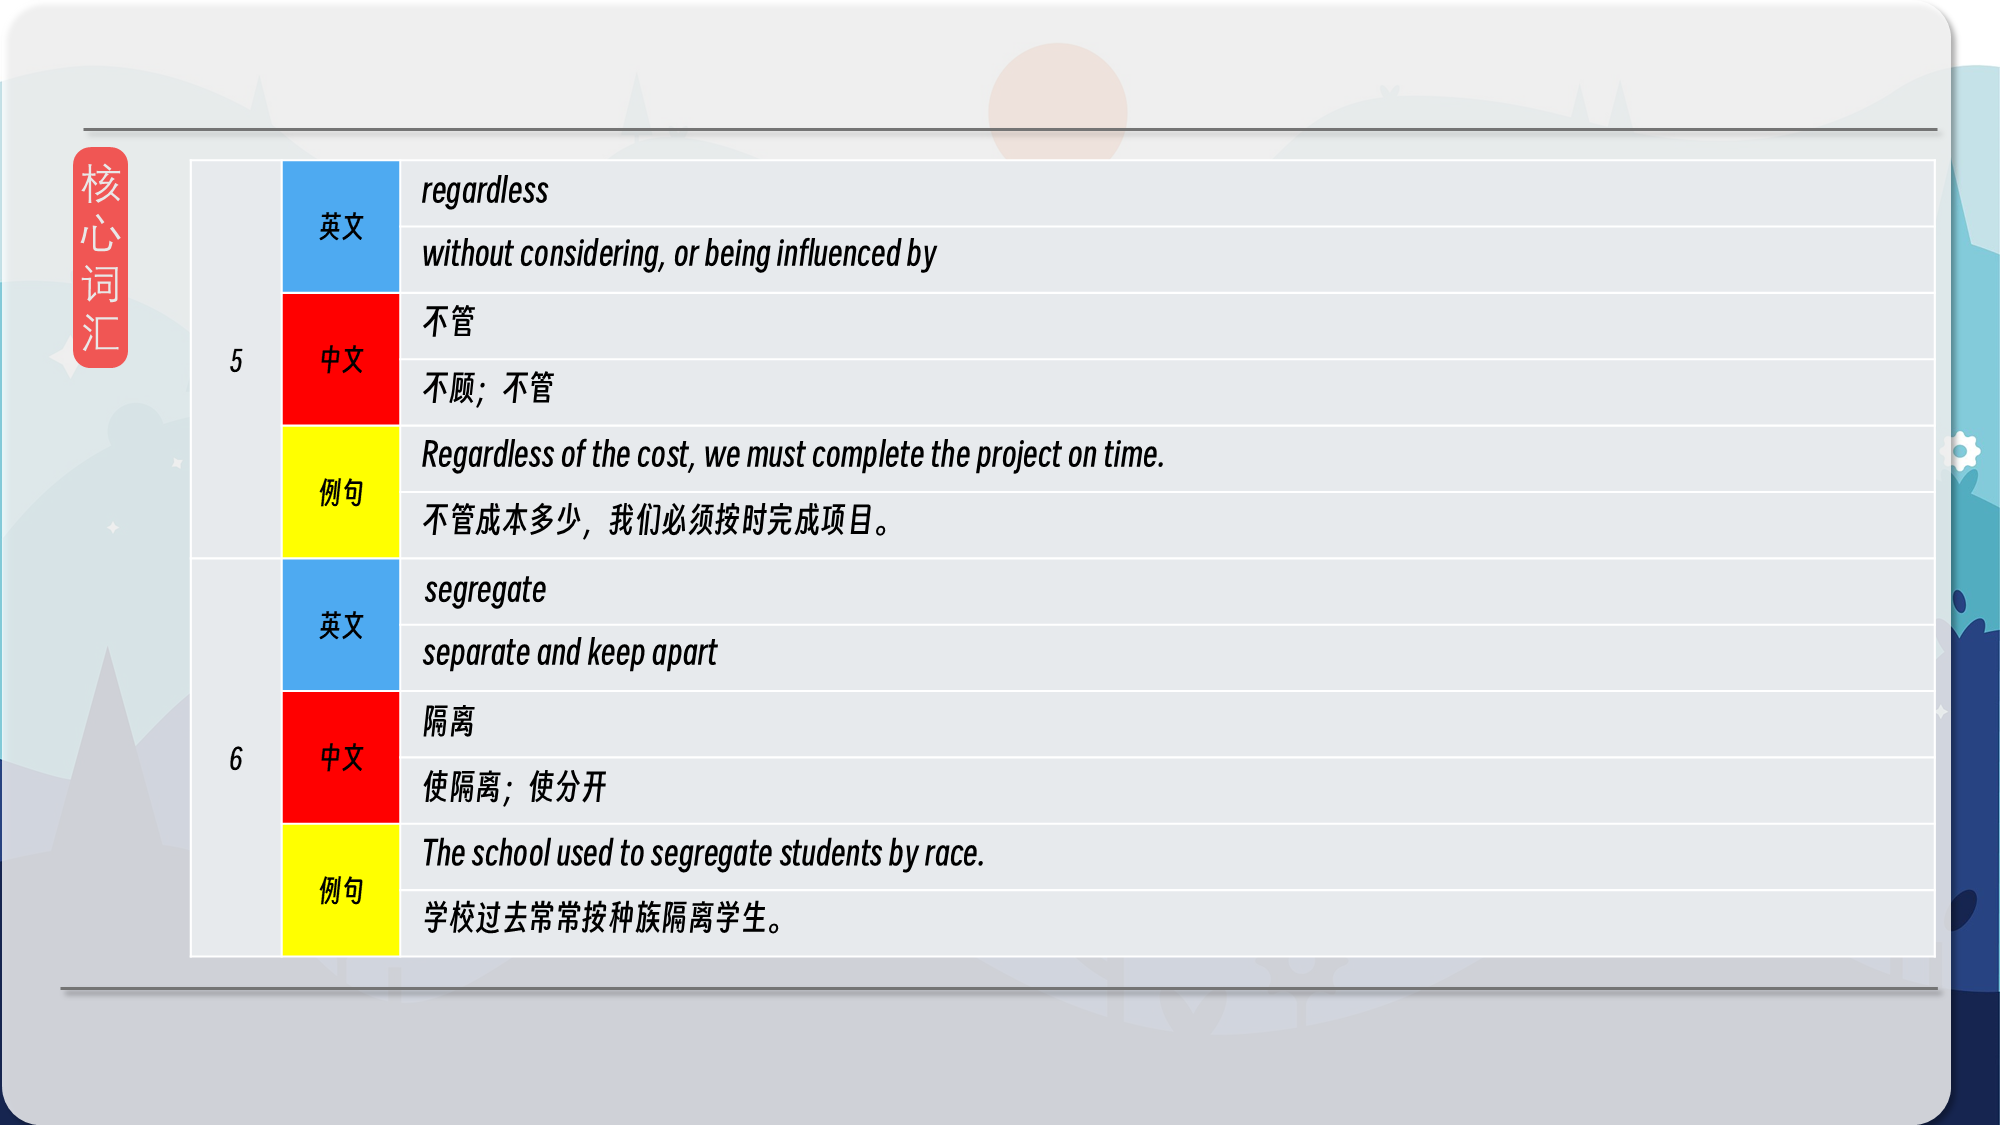 核心词汇
5
英文
regardless
without considering, or being influenced by
中文
不管
不顾；不管
例句
Regardless of the cost, we must complete the project on time.
不管成本多少，我们必须按时完成项目。
6
英文
segregate
separate and keep apart
中文
隔离
使隔离；使分开
例句
The school used to segregate students by race.
学校过去常常按种族隔离学生。